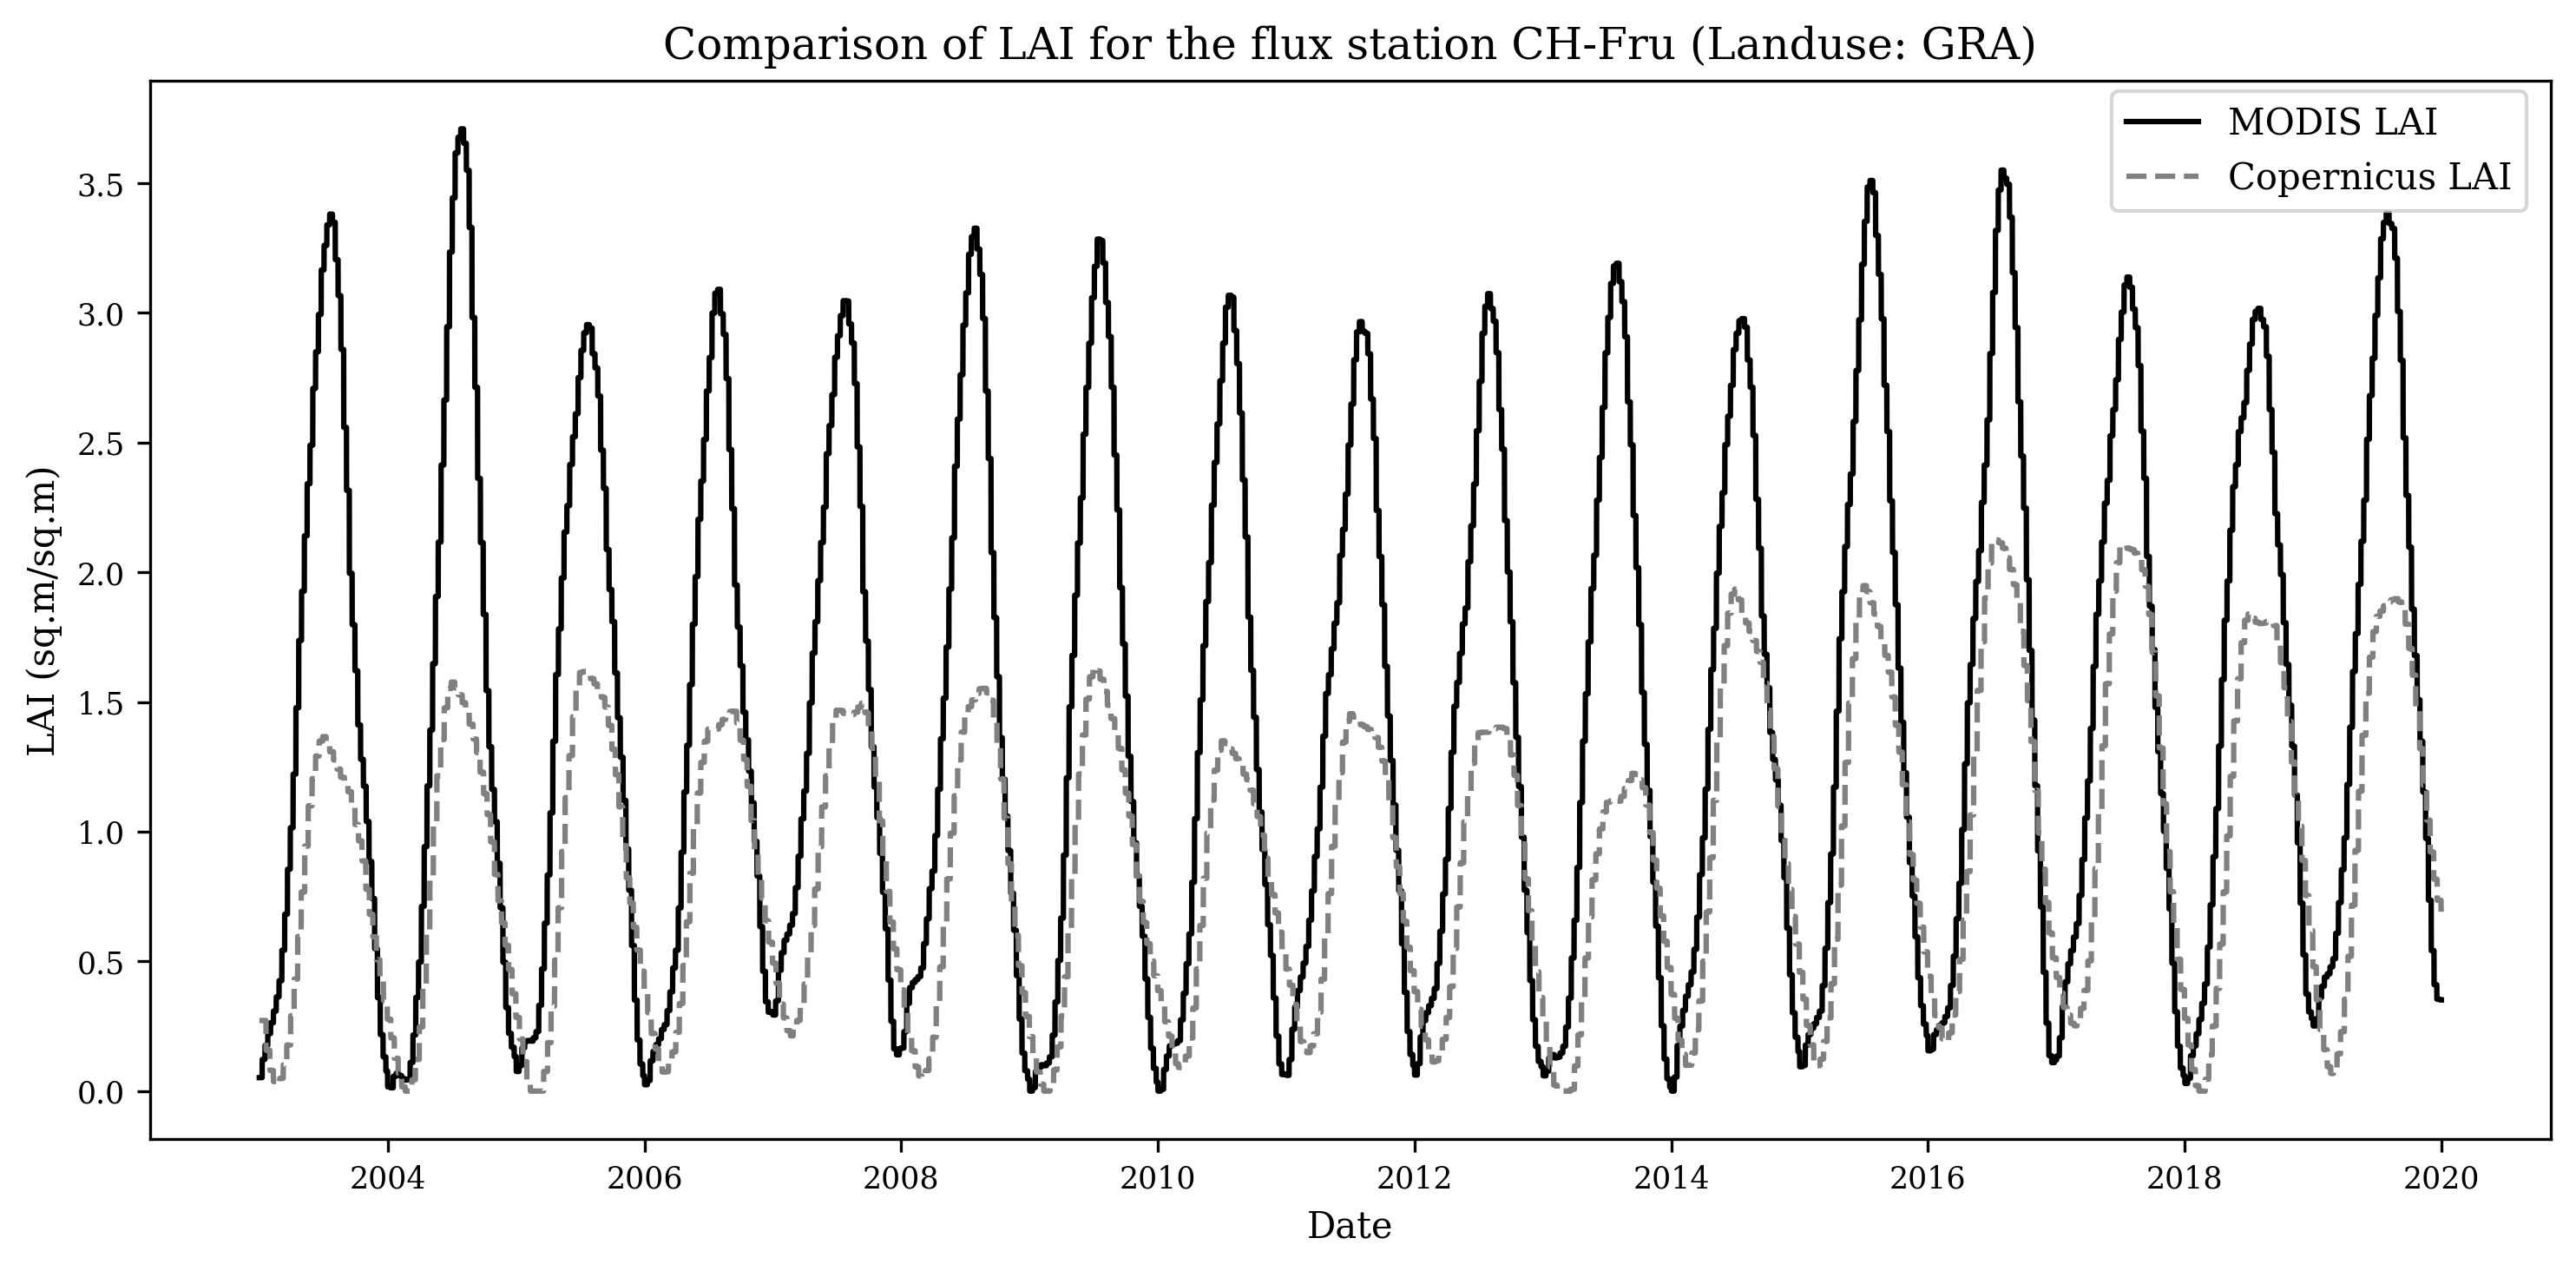 Comparison of LAI for the flux station CH-Fru (Landuse: GRA)
MODIS LAI
Copernicus LAI
LAI (sq.m/sq.m)
3.5
3.0
2.5
2.0
1.5
1.0
0.5
0.0
2004 2006 2008 2010 2012 2014 2016 2018 2020
Date